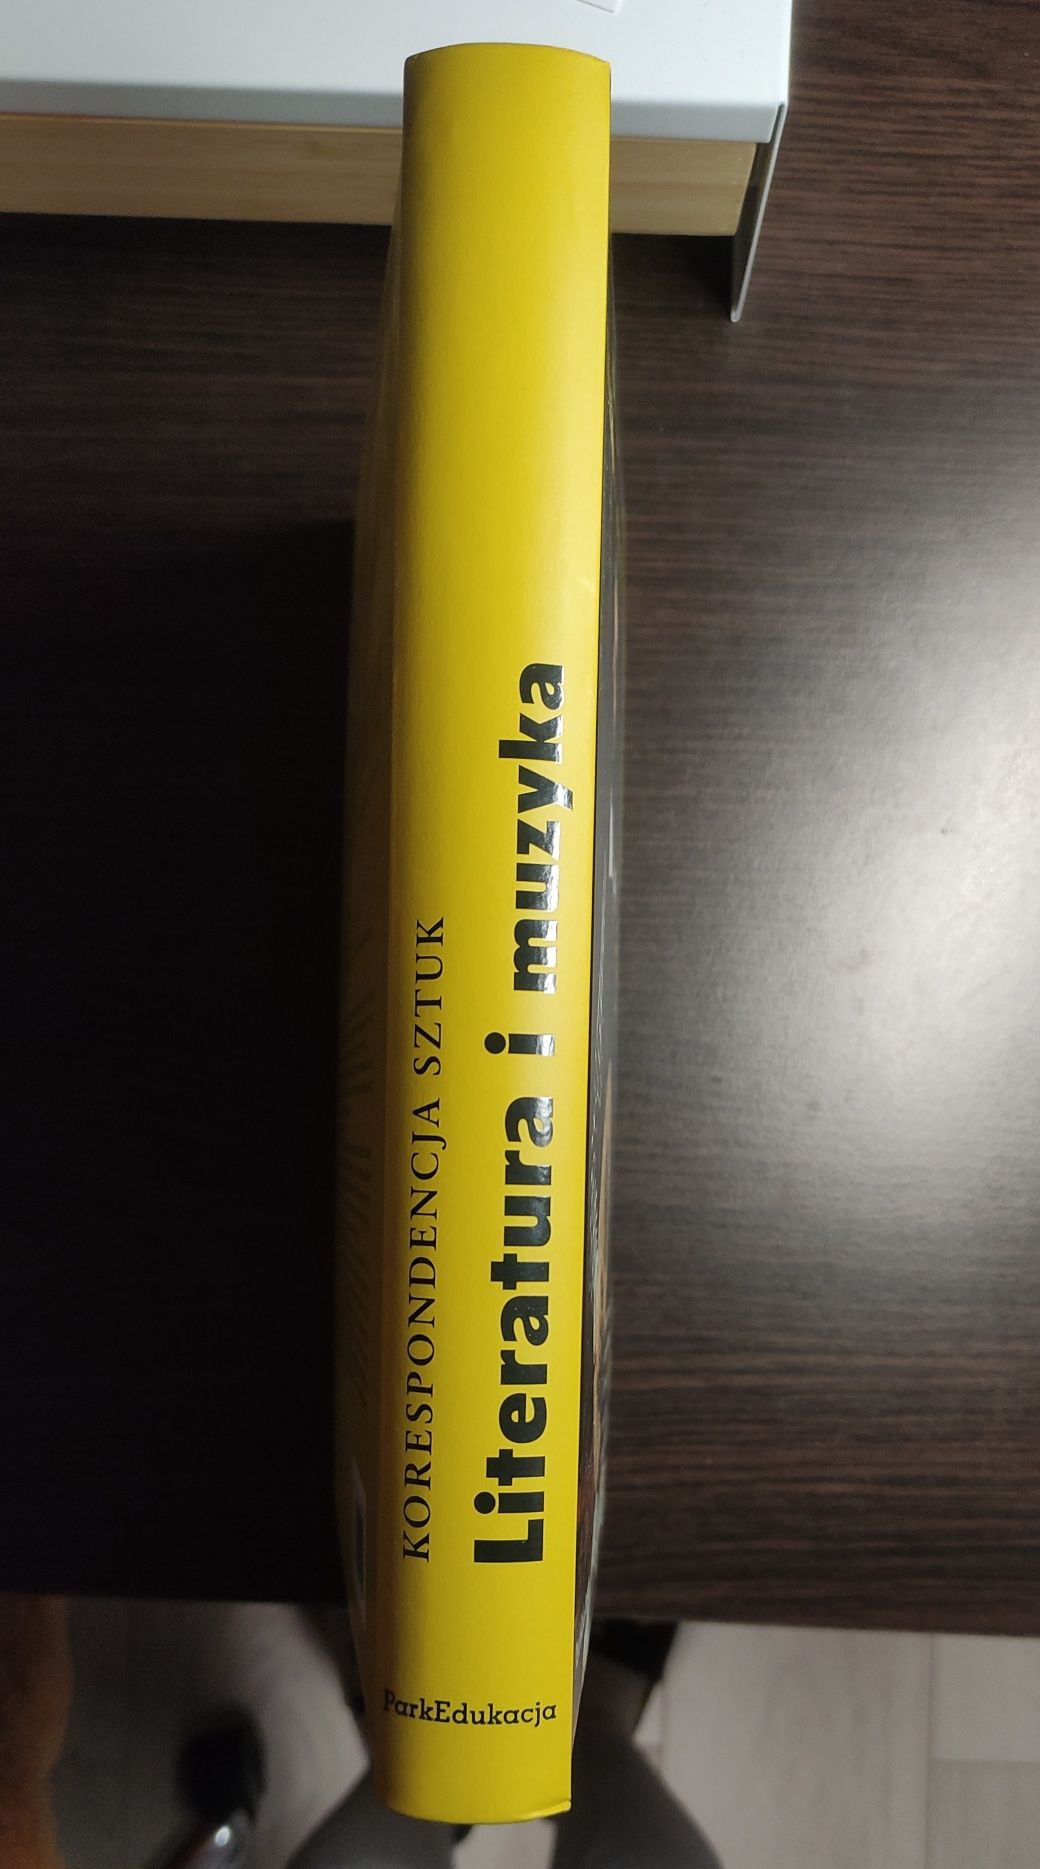 KORESPONDENCJA SZTUK
Literatura i muzyka
ParkEdukacja